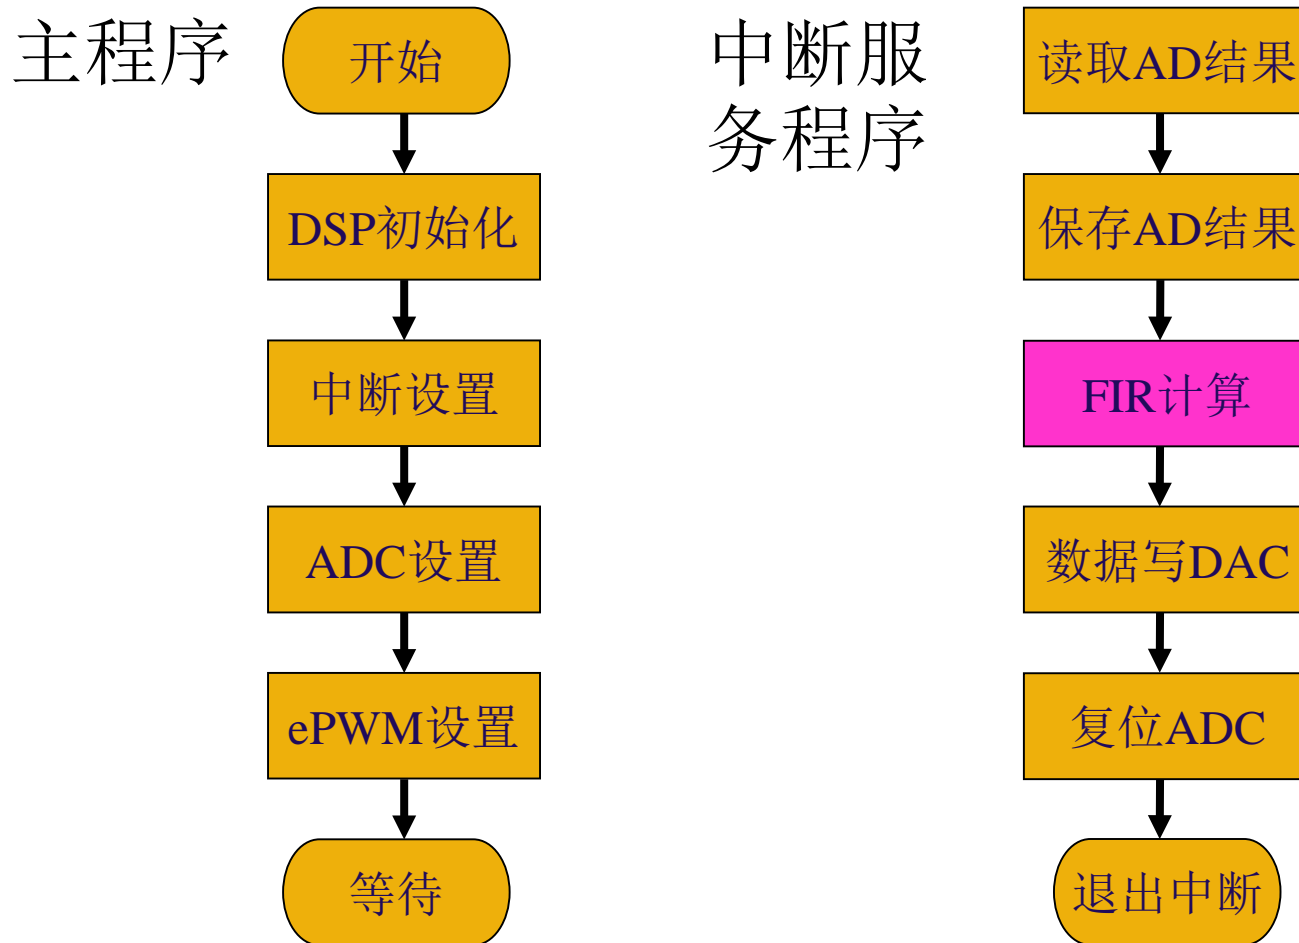 主程序
开始
DSP初始化
中断设置
ADC设置
ePWM设置
等待
中断服
务程序
读取AD结果
保存AD结果
FIR计算
数据写DAC
复位ADC
退出中断